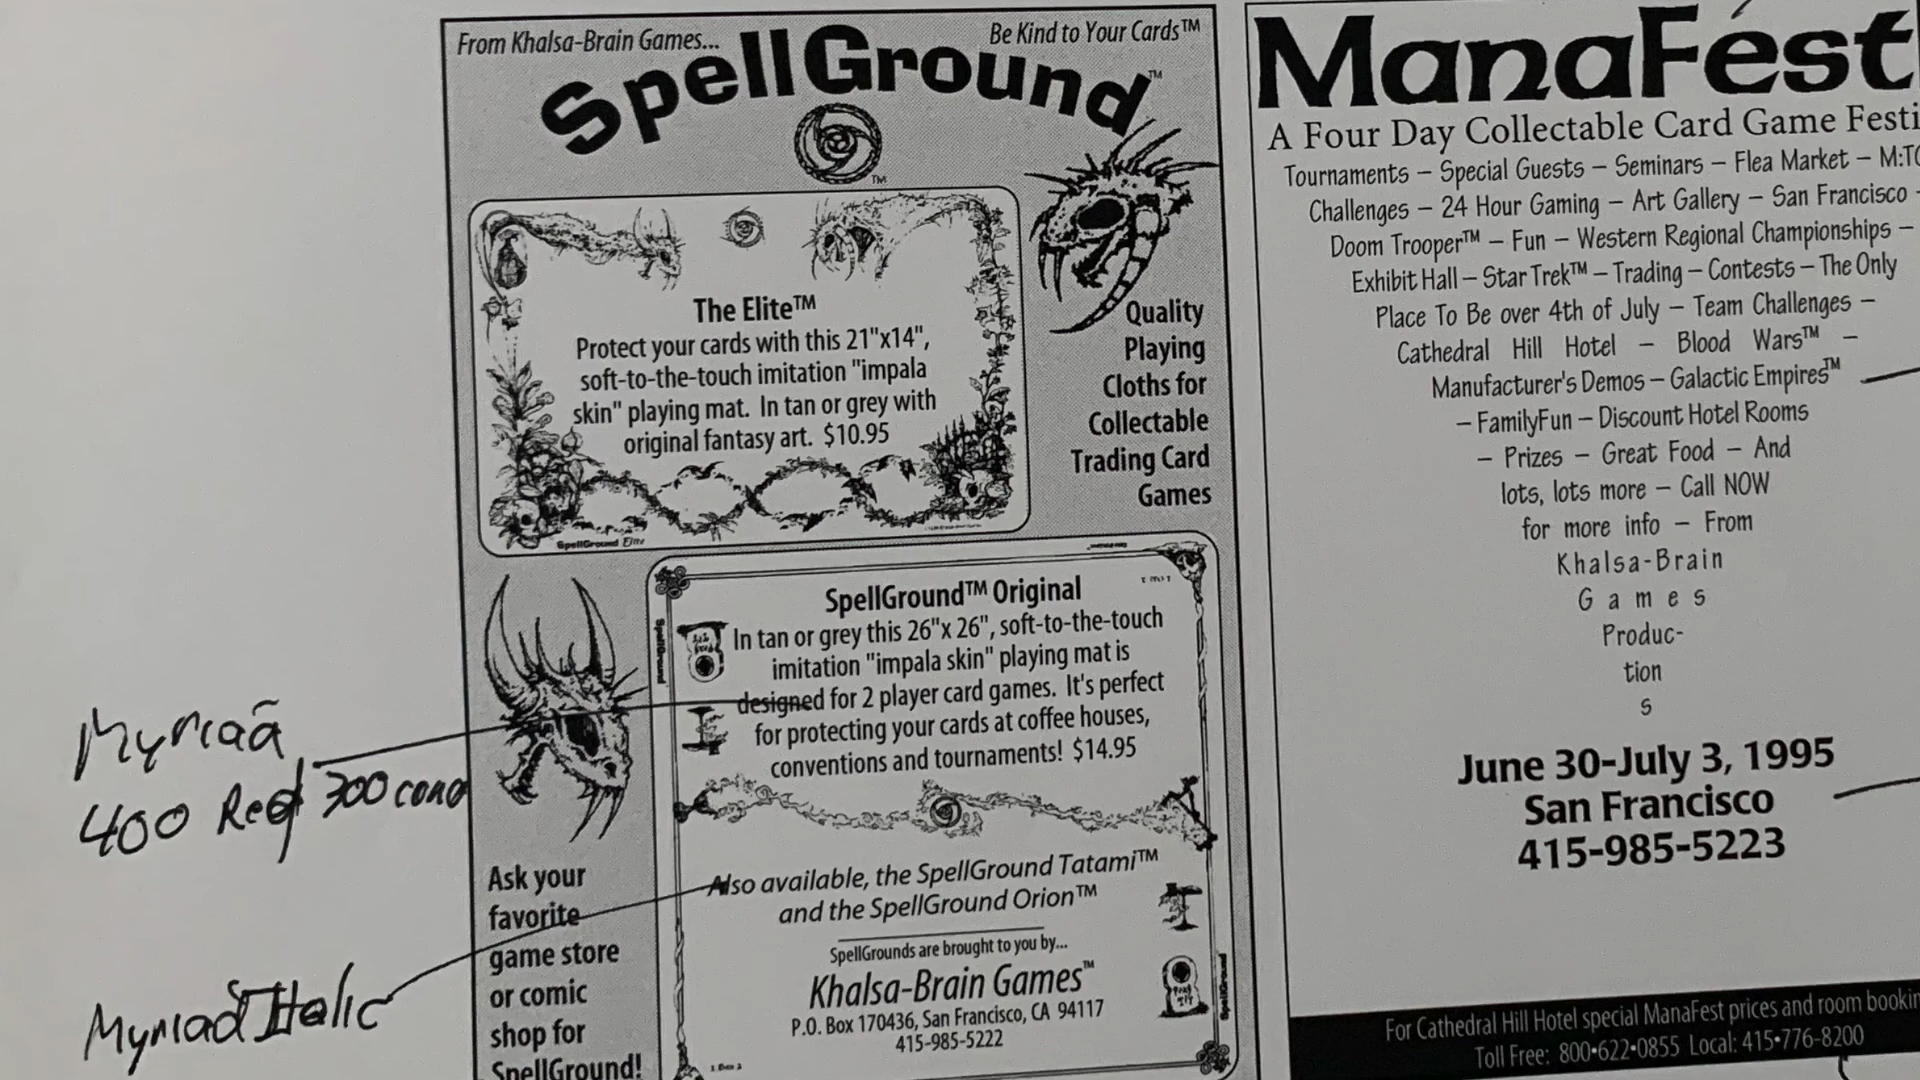 From Khalsa-Brain Games...
Be Kind to Your Cards™
SpellGround™
The Elite™
Protect your cards with this 21"x14",
soft-to-the-touch imitation "impala
skin" playing mat. In tan or grey with
original fantasy art. $10.95
SpellGround Elite
Quality
Playing
Cloths for
Collectable
Trading Card
Games
SpellGround™ Original
In tan or grey this 26"x 26", soft-to-the-touch
imitation "impala skin" playing mat is
designed for 2 player card games. It's perfect
for protecting your cards at coffee houses,
conventions and tournaments! $14.95
SpellGround
Also available, the SpellGround Tatami™
and the SpellGround Orion™
SpellGrounds are brought to you by...
Khalsa-Brain Games™
P.O. Box 170436, San Francisco, CA 94117
415-985-5222
SpellGround
Ask your
favorite
game store
or comic
shop for
SpellGround!
Myriad
400 Reg 300 cond
Myriad Italic
ManaFest
A Four Day Collectable Card Game Festi
Tournaments – Special Guests – Seminars – Flea Market – M:TG
Challenges – 24 Hour Gaming – Art Gallery – San Francisco –
Doom Trooper™ – Fun – Western Regional Championships –
Exhibit Hall – Star Trek™ – Trading – Contests – The Only
Place To Be over 4th of July – Team Challenges –
Cathedral Hill Hotel – Blood Wars™ –
Manufacturer's Demos – Galactic Empires™
– FamilyFun – Discount Hotel Rooms
– Prizes – Great Food – And
lots, lots more – Call NOW
for more info – From
Khalsa-Brain
Games
Produc-
tion
s
June 30-July 3, 1995
San Francisco
415-985-5223
For Cathedral Hill Hotel special ManaFest prices and room bookin
Toll Free: 800•622•0855 Local: 415•776-8200